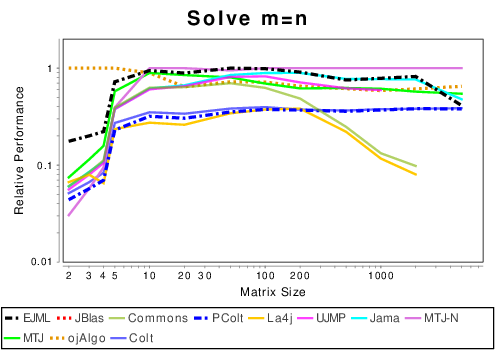 Solve m=n
Relative Performance
1
0.1
0.01
2 3 4 5 10 20 30 100 200 1000
Matrix Size
EJML JBlas Commons PColt La4j UJMP Jama MTJ-N
MTJ ojAlgo Colt